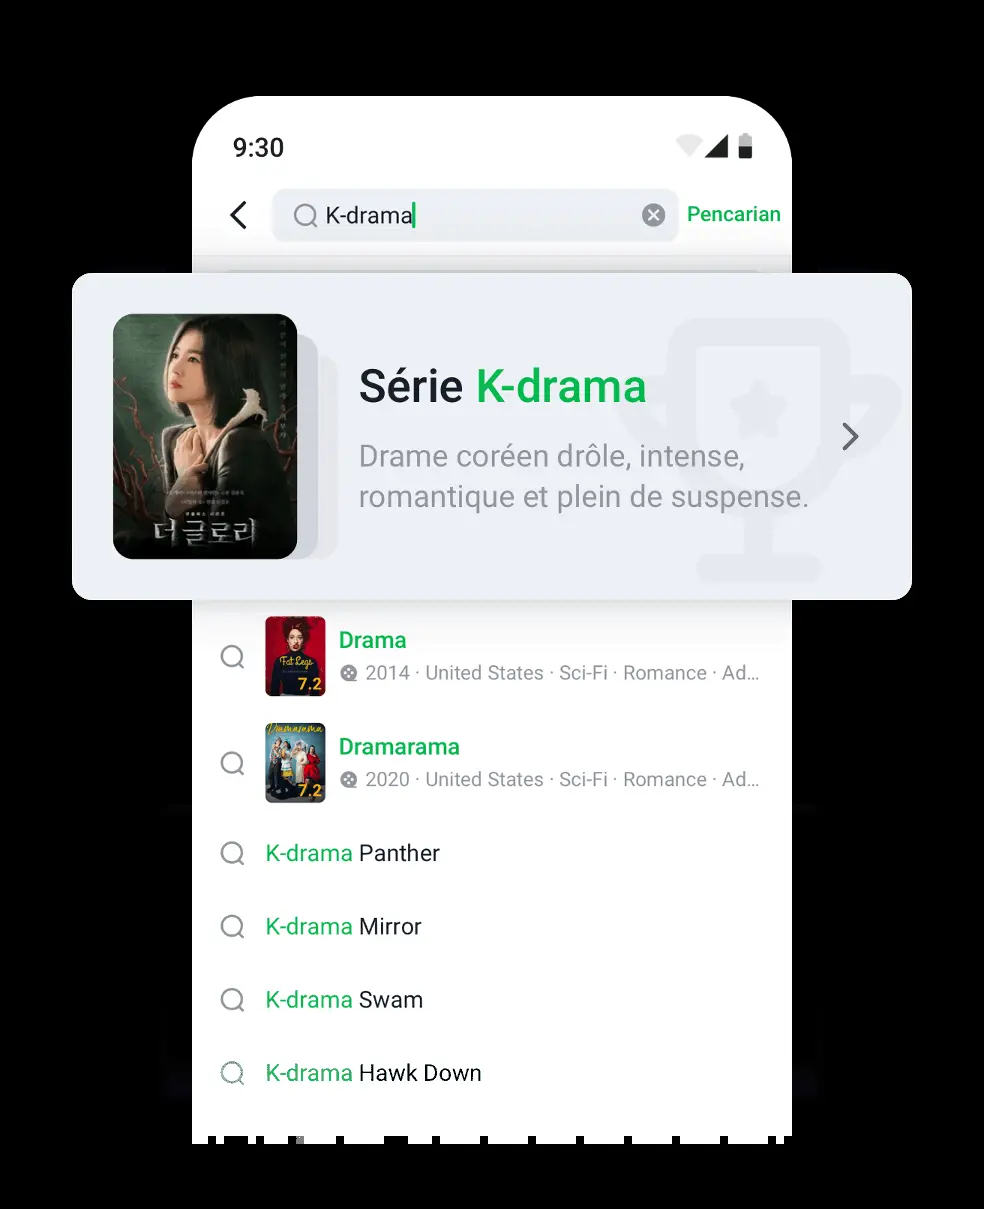 9:30
K-drama
Pencarian
Série K-drama
Drame coréen drôle, intense,
romantique et plein de suspense.
더 글로리
Fat Legs
7.2
Drama
2014 · United States · Sci-Fi · Romance · Ad...
Dramarama
7.2
Dramarama
2020 · United States · Sci-Fi · Romance · Ad...
K-drama Panther
K-drama Mirror
K-drama Swam
K-drama Hawk Down